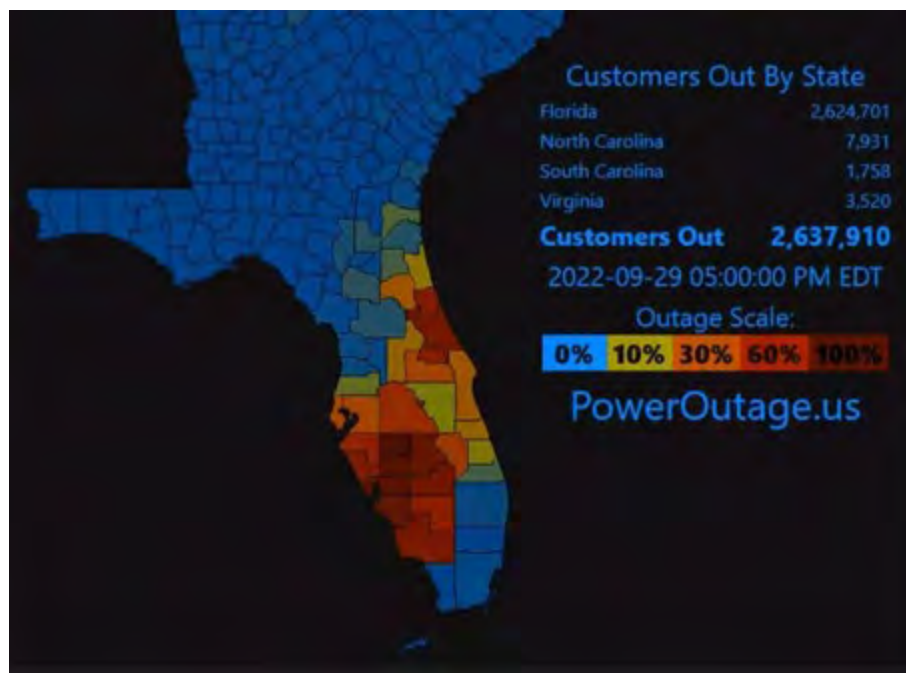 Customers Out By State
Florida 2,624,701
North Carolina 7,931
South Carolina 1,758
Virginia 3,520
Customers Out 2,637,910
2022-09-29 05:00:00 PM EDT
Outage Scale:
0% 10% 30% 60% 100%
PowerOutage.us